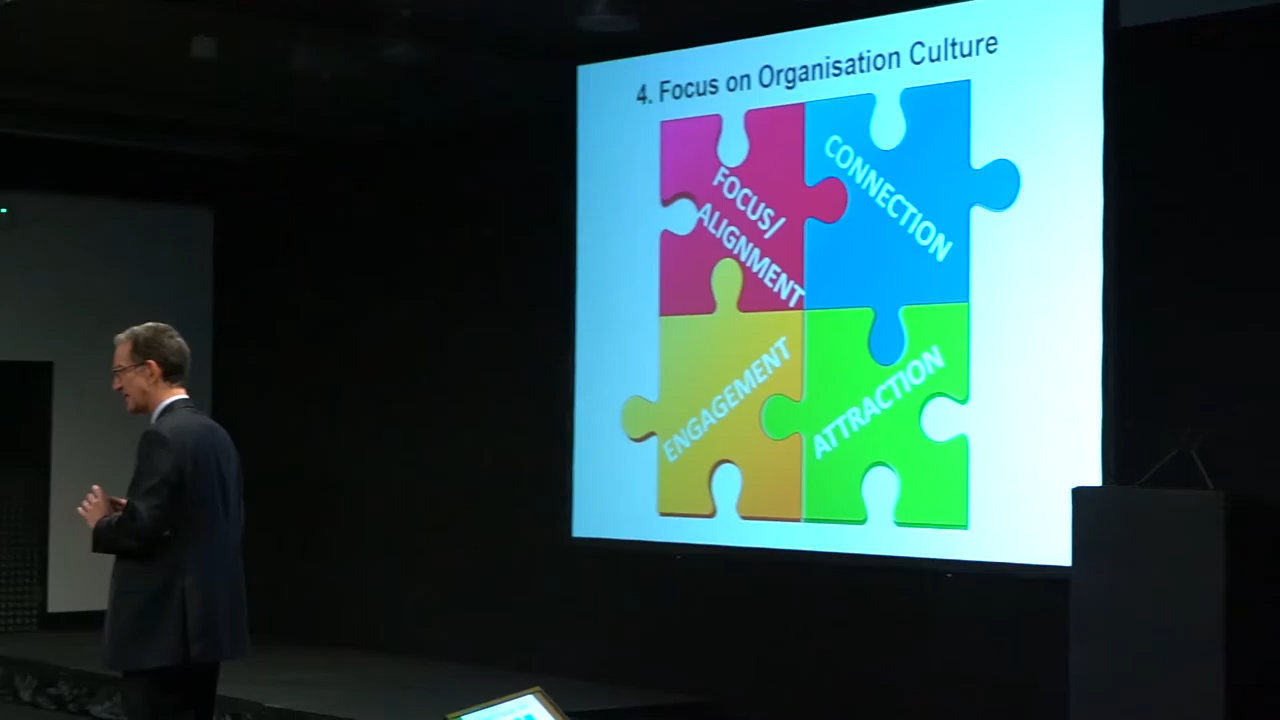 4. Focus on Organisation Culture
FOCUS/
ALIGNMENT
CONNECTION
ENGAGEMENT
ATTRACTION